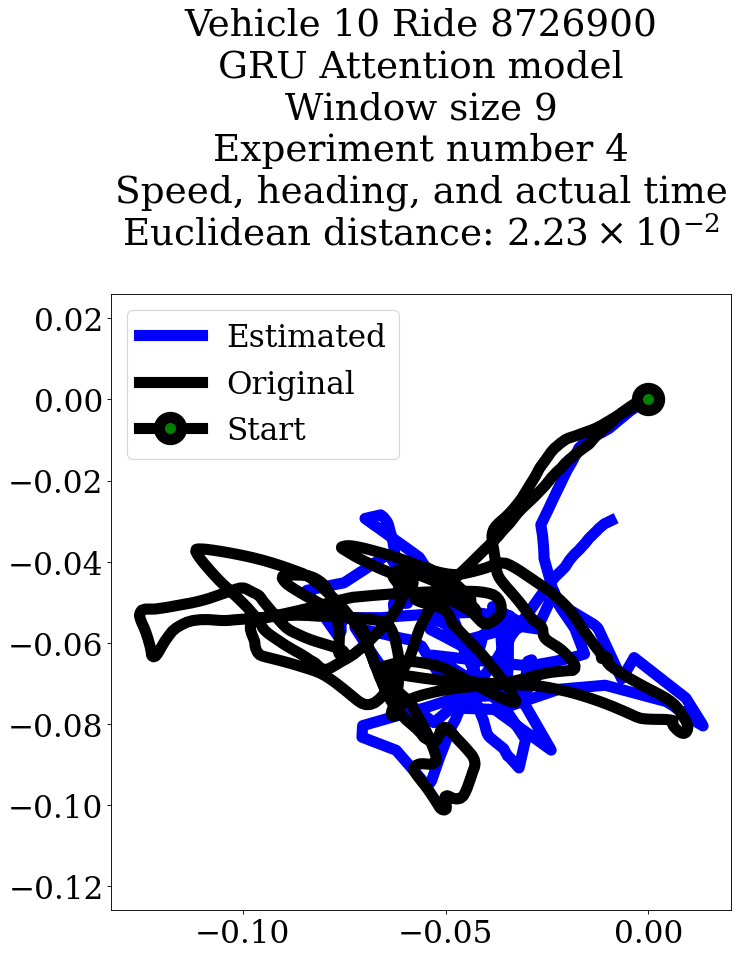 Vehicle 10 Ride 8726900
GRU Attention model
Window size 9
Experiment number 4
Speed, heading, and actual time
Euclidean distance: 2.23 × 10⁻²
0.02
0.00
−0.02
−0.04
−0.06
−0.08
−0.10
−0.12
Estimated
Original
Start
−0.10 −0.05 0.00